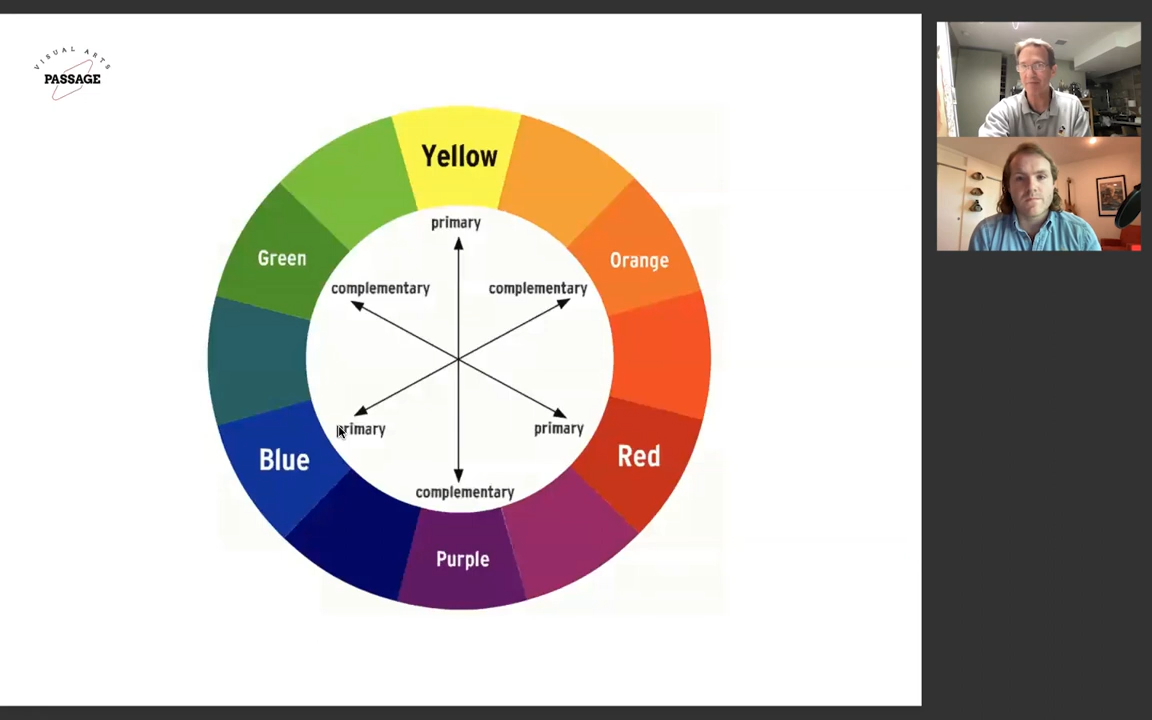 VISUAL ARTS
PASSAGE
Yellow
primary
Green
Orange
complementary
complementary
primary
primary
Blue
Red
complementary
Purple